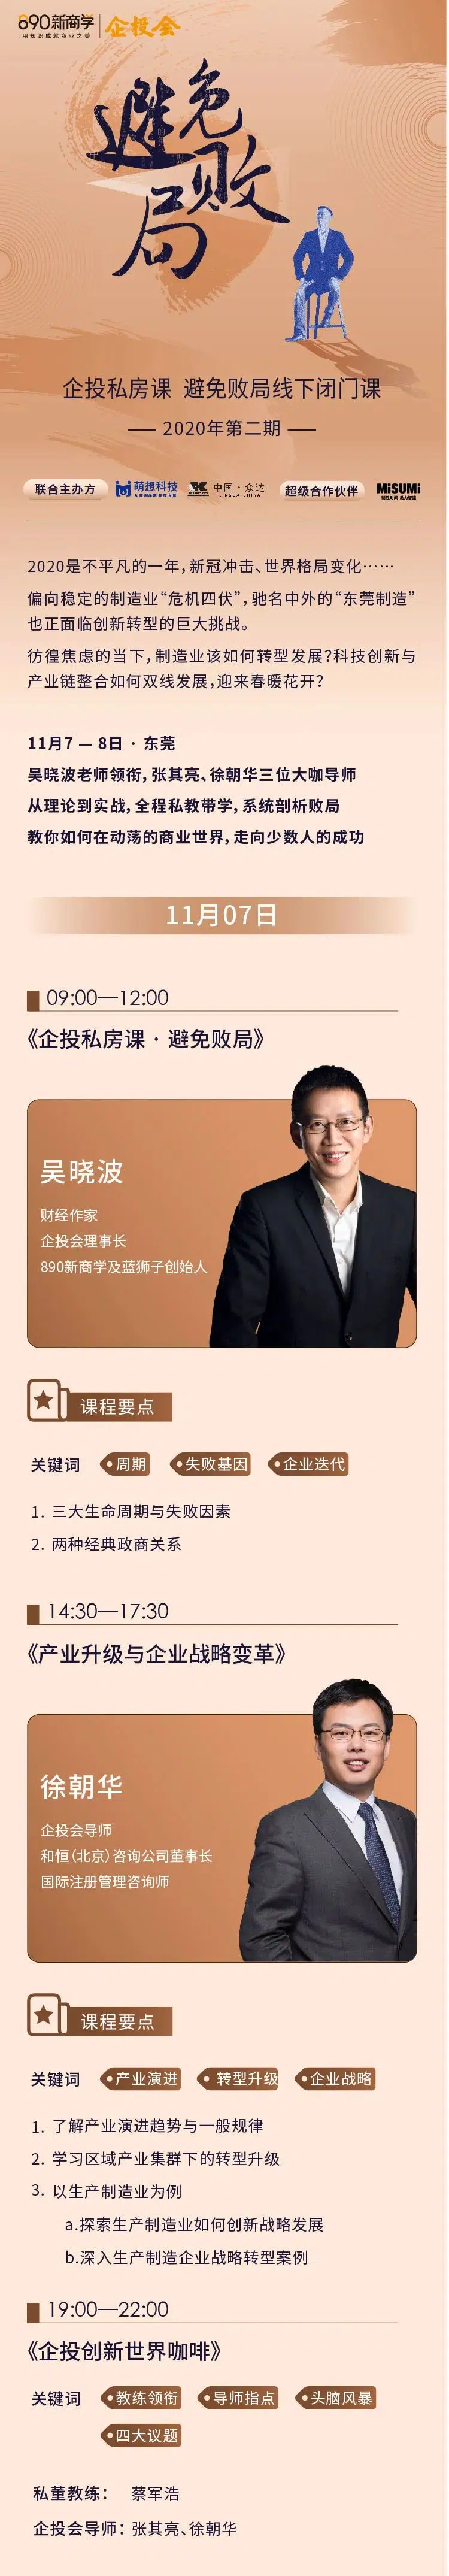 890新商学
用知识成就商业之美
企投会
避免
败局
企投私房课 避免败局线下闭门课
2020年第二期
联合主办方
萌想科技
中国·众达
XINGDA·CHINA
超级合作伙伴
MiSUMi
2020是不平凡的一年,新冠冲击、世界格局变化……
偏向稳定的制造业“危机四伏”,驰名中外的“东莞制造”
也正面临创新转型的巨大挑战。
彷徨焦虑的当下,制造业该如何转型发展?科技创新与
产业链整合如何双线发展,迎来春暖花开?
11月7 — 8日 · 东莞
吴晓波老师领衔,张其亮、徐朝华三位大咖导师
从理论到实战,全程私教带学,系统剖析败局
教你如何在动荡的商业世界,走向少数人的成功
11月07日
09:00—12:00
《企投私房课·避免败局》
吴晓波
财经作家
企投会理事长
890新商学及蓝狮子创始人
课程要点
关键词 周期 失败基因 企业迭代
1. 三大生命周期与失败因素
2. 两种经典政商关系
14:30—17:30
《产业升级与企业战略变革》
徐朝华
企投会导师
和恒(北京)咨询公司董事长
国际注册管理咨询师
课程要点
关键词 产业演进 转型升级 企业战略
1. 了解产业演进趋势与一般规律
2. 学习区域产业集群下的转型升级
3. 以生产制造业为例
a.探索生产制造业如何创新战略发展
b.深入生产制造企业战略转型案例
19:00—22:00
《企投创新世界咖啡》
关键词 教练领衔 导师指点 头脑风暴
四大议题
私董教练: 蔡军浩
企投会导师:张其亮、徐朝华